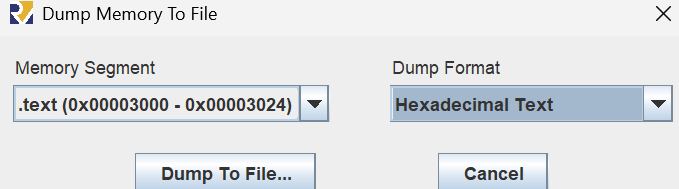 Dump Memory To File
Memory Segment
Dump Format
.text (0x00003000 - 0x00003024)
Hexadecimal Text
Dump To File...
Cancel